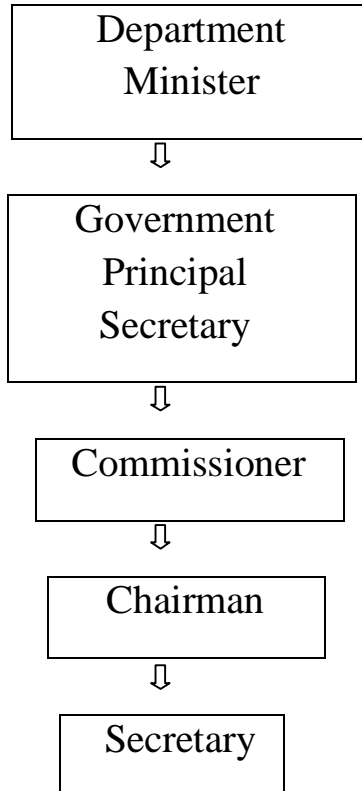 Department
Minister
Government
Principal
Secretary
Commissioner
Chairman
Secretary